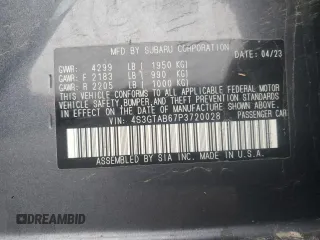 MFD BY SUBARU CORPORATION
GVWR: 4299 LB ( 1950 KG) 04/23
GAWR: F 2183 LB ( 990 KG)
GAWR: R 2205 LB ( 1000 KG)
THIS VEHICLE CONFORMS TO ALL APPLICABLE FEDERAL MOTOR
VEHICLE SAFETY, BUMPER, AND THEFT PREVENTION STANDARDS
IN EFFECT ON THE DATE OF MANUFACTURE SHOWN ABOVE.
VIN: 4S3GTAB67P3720028 PASSENGER CAR
ASSEMBLED BY SIA, INC. MADE IN U.S.A.
DREAMBID